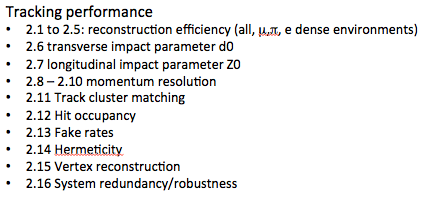 Tracking performance
• 2.1 to 2.5: reconstruction efficiency (all, μ,π, e dense environments)
• 2.6 transverse impact parameter d0
• 2.7 longitudinal impact parameter Z0
• 2.8 – 2.10 momentum resolution
• 2.11 Track cluster matching
• 2.12 Hit occupancy
• 2.13 Fake rates
• 2.14 Hermeticity
• 2.15 Vertex reconstruction
• 2.16 System redundancy/robustness